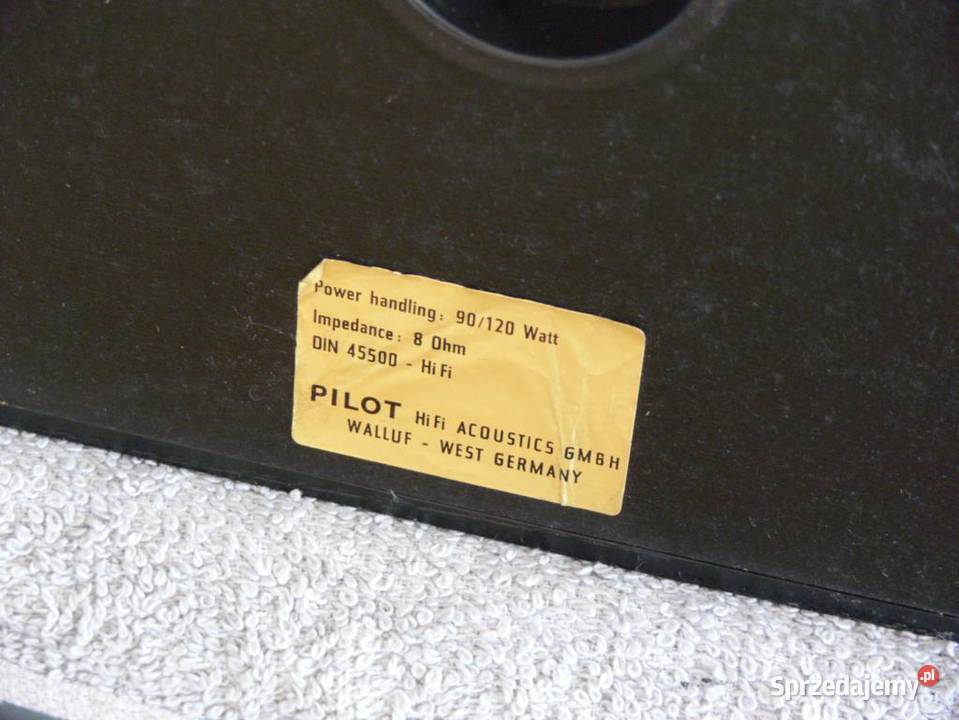 Power handling: 90/120 Watt
Impedance: 8 Ohm
DIN 45500 - HiFi
PILOT HiFi ACOUSTICS GMBH
WALLUF - WEST GERMANY
Sprzedajemy.pl